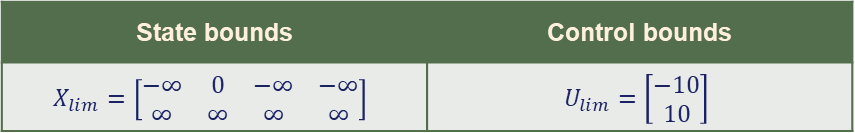 State bounds Control bounds
X_lim = [−∞ 0 −∞ −∞
∞ ∞ ∞ ∞] U_lim = [−10
10]